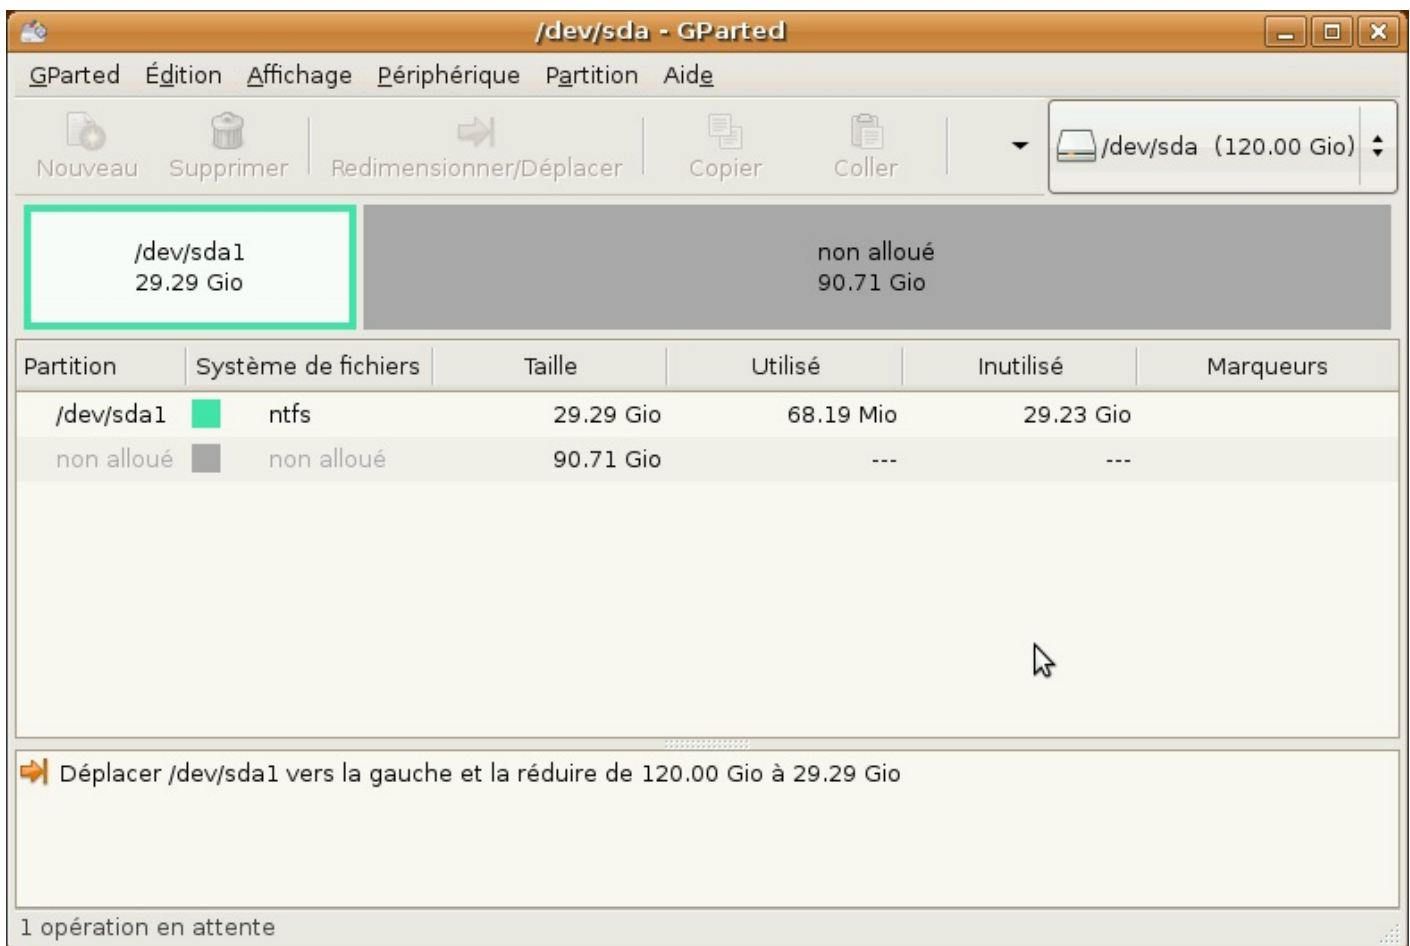 /dev/sda - GParted
GParted Édition Affichage Périphérique Partition Aide
Nouveau Supprimer Redimensionner/Déplacer Copier Coller /dev/sda (120.00 Gio)
/dev/sda1
29.29 Gio
non alloué
90.71 Gio
Partition Système de fichiers Taille Utilisé Inutilisé Marqueurs
/dev/sda1 ntfs 29.29 Gio 68.19 Mio 29.23 Gio
non alloué non alloué 90.71 Gio --- ---
Déplacer /dev/sda1 vers la gauche et la réduire de 120.00 Gio à 29.29 Gio
1 opération en attente